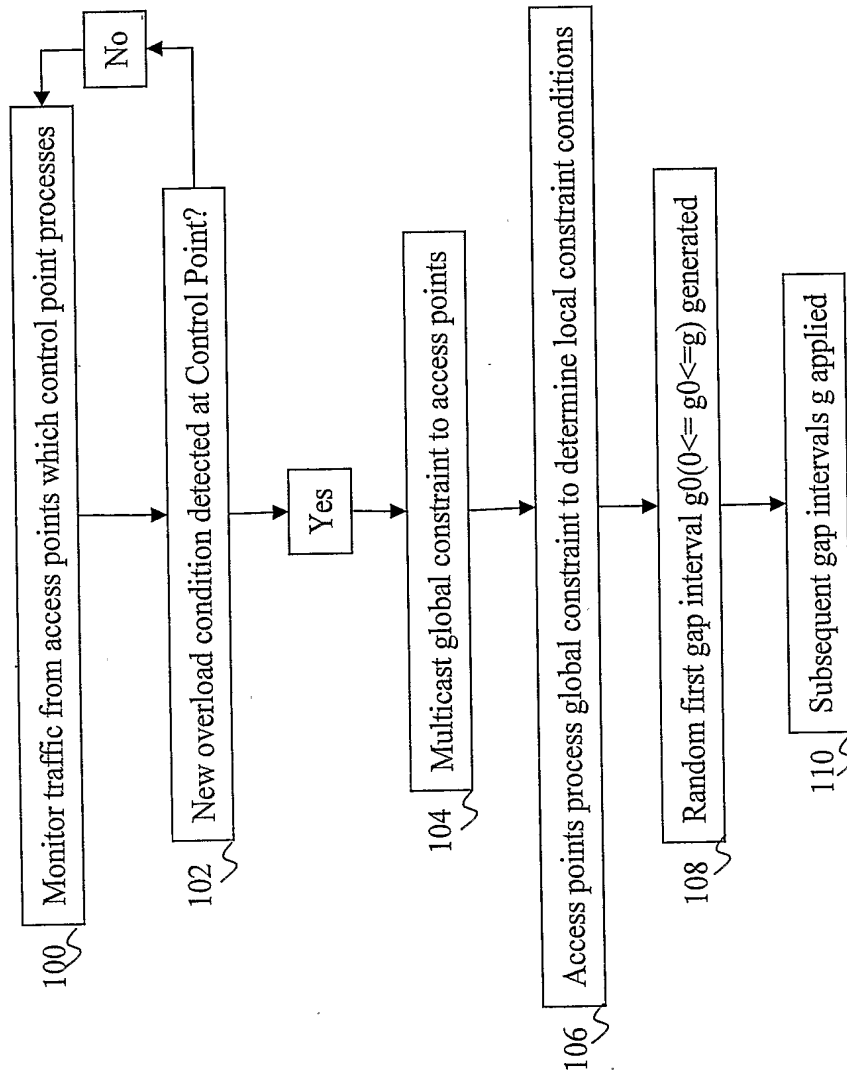 100 Monitor traffic from access points which control point processes
No
102 New overload condition detected at Control Point?
Yes
104 Multicast global constraint to access points
106 Access points process global constraint to determine local constraint conditions
108 Random first gap interval g0(0<= g0<=g) generated
110 Subsequent gap intervals g applied